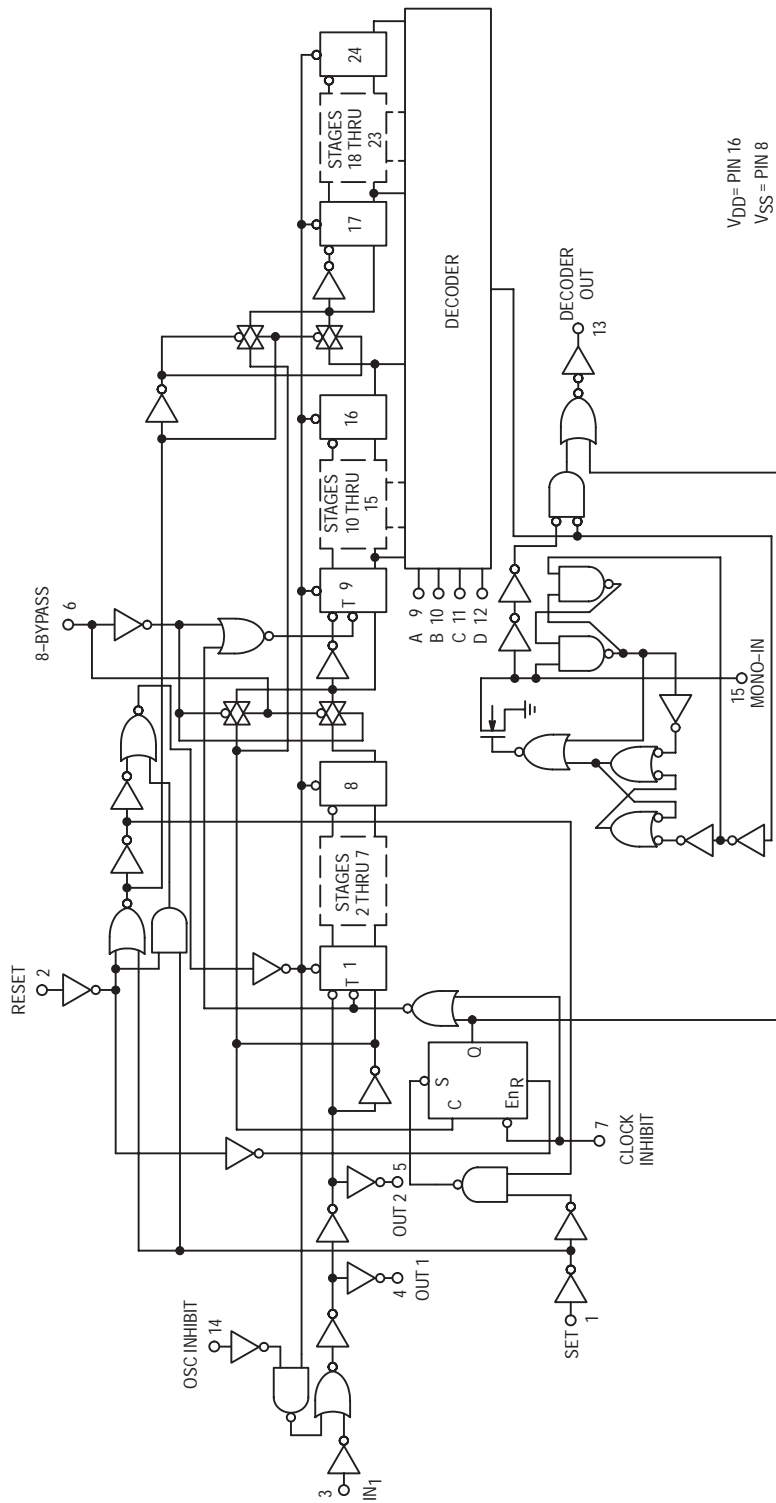 8–BYPASS
6
RESET
2
OSC INHIBIT
14
3
IN1
4
OUT 1
OUT 2
5
T 1
STAGES
2 THRU 7
8
T 9
STAGES
10 THRU
15
16
17
STAGES
18 THRU
23
24
DECODER
A 9
B 10
C 11
D 12
S
C
Q
En
R
7
CLOCK
INHIBIT
SET
1
15
MONO–IN
DECODER
OUT
13
VDD = PIN 16
VSS = PIN 8